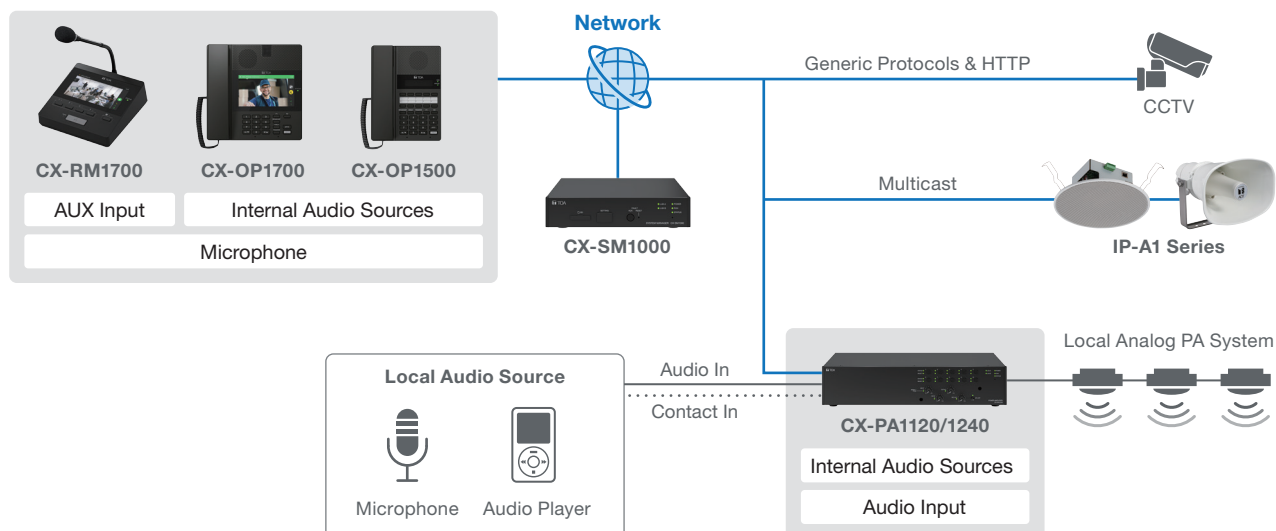 Network
Generic Protocols & HTTP
CCTV
CX-RM1700
CX-OP1700
CX-OP1500
AUX Input
Internal Audio Sources
Microphone
TOA
CX-SM1000
Multicast
IP-A1 Series
Local Analog PA System
Local Audio Source
Audio In
Contact In
Microphone
Audio Player
CX-PA1120/1240
Internal Audio Sources
Audio Input